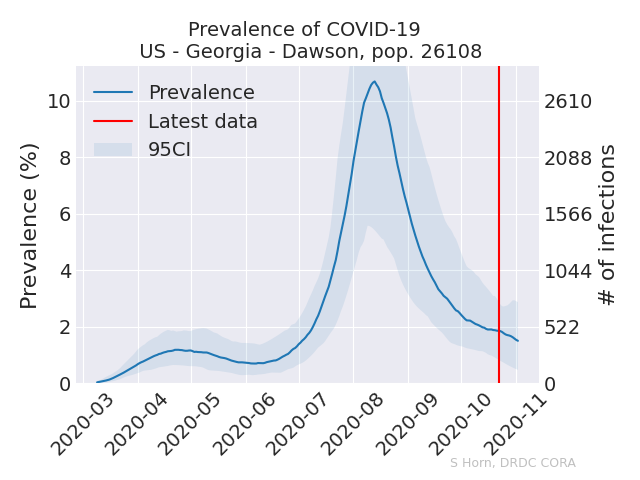 Prevalence of COVID-19
US - Georgia - Dawson, pop. 26108
Prevalence
Latest data
95CI
Prevalence (%)
10
8
6
4
2
0
2610
2088
1566
1044
522
0
# of infections
2020-03
2020-04
2020-05
2020-06
2020-07
2020-08
2020-09
2020-10
2020-11
S Horn, DRDC CORA